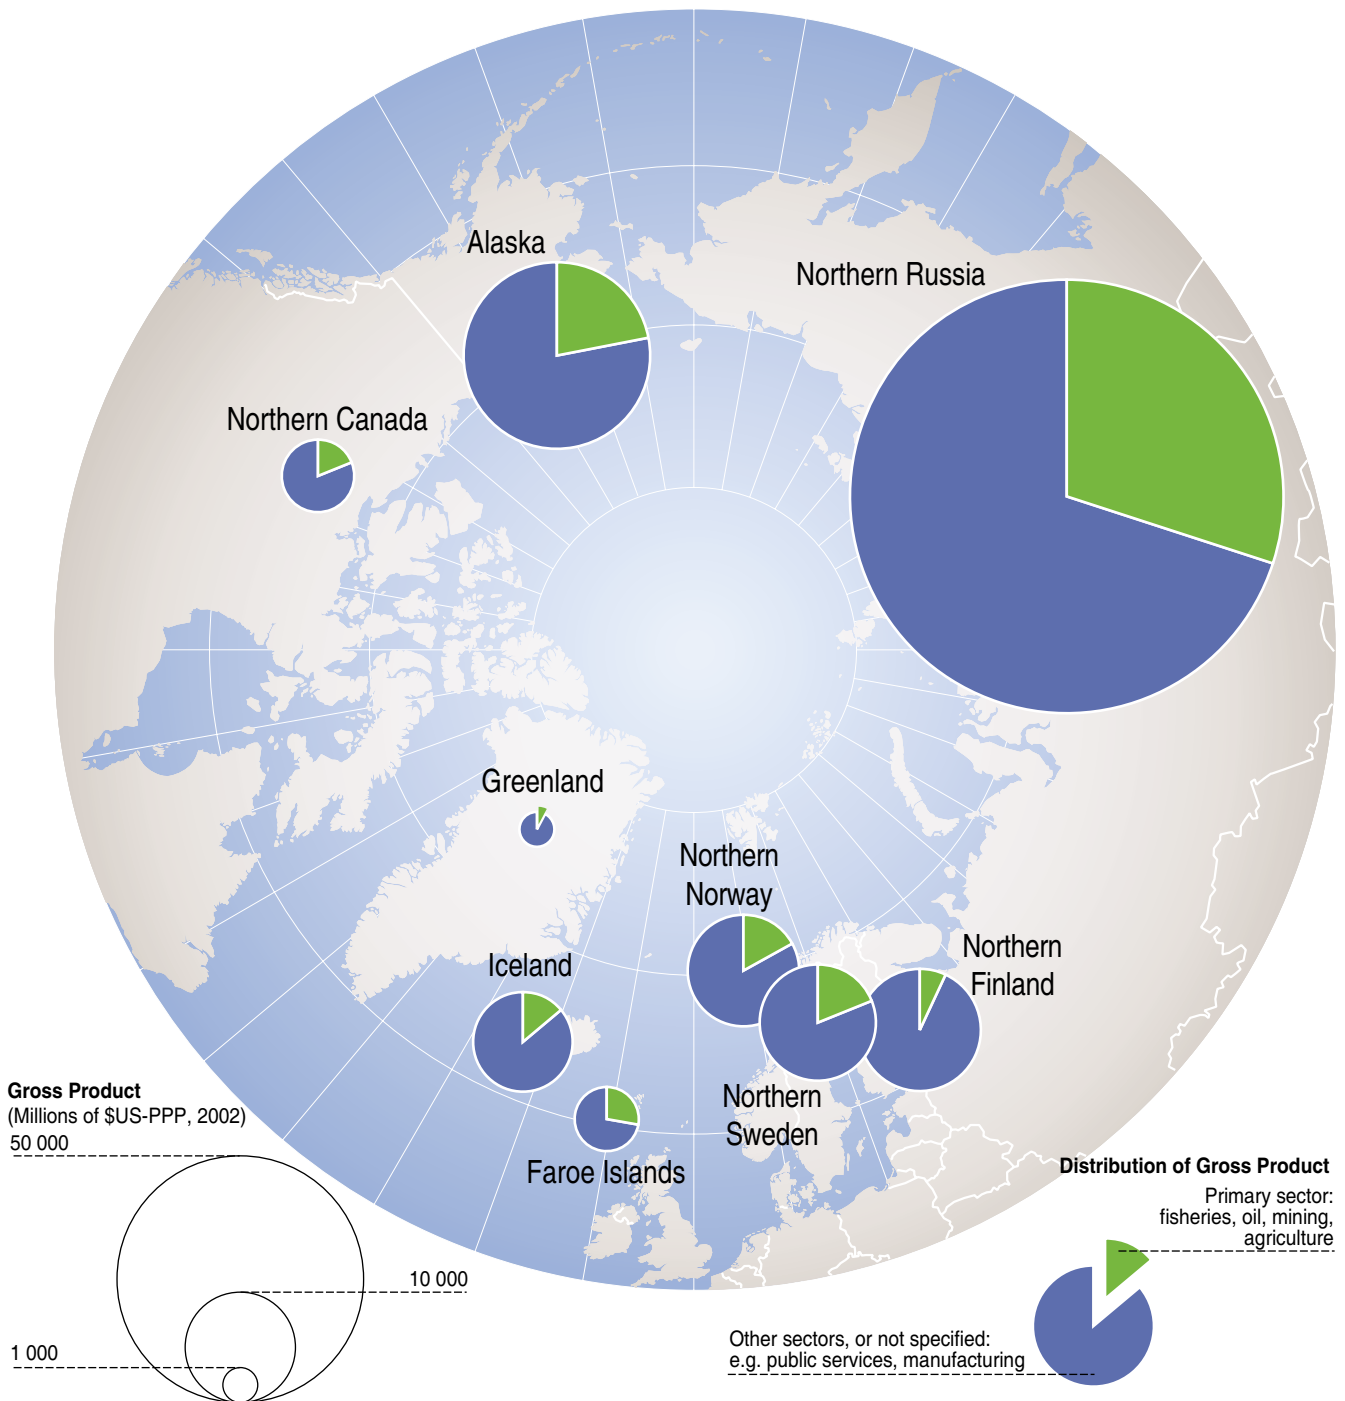 Alaska
Northern Russia
Northern Canada
Greenland
Northern
Norway
Northern
Finland
Iceland
Northern
Sweden
Faroe Islands
Gross Product
(Millions of $US-PPP, 2002)
50 000
10 000
1 000
Distribution of Gross Product
Primary sector:
fisheries, oil, mining,
agriculture
Other sectors, or not specified:
e.g. public services, manufacturing